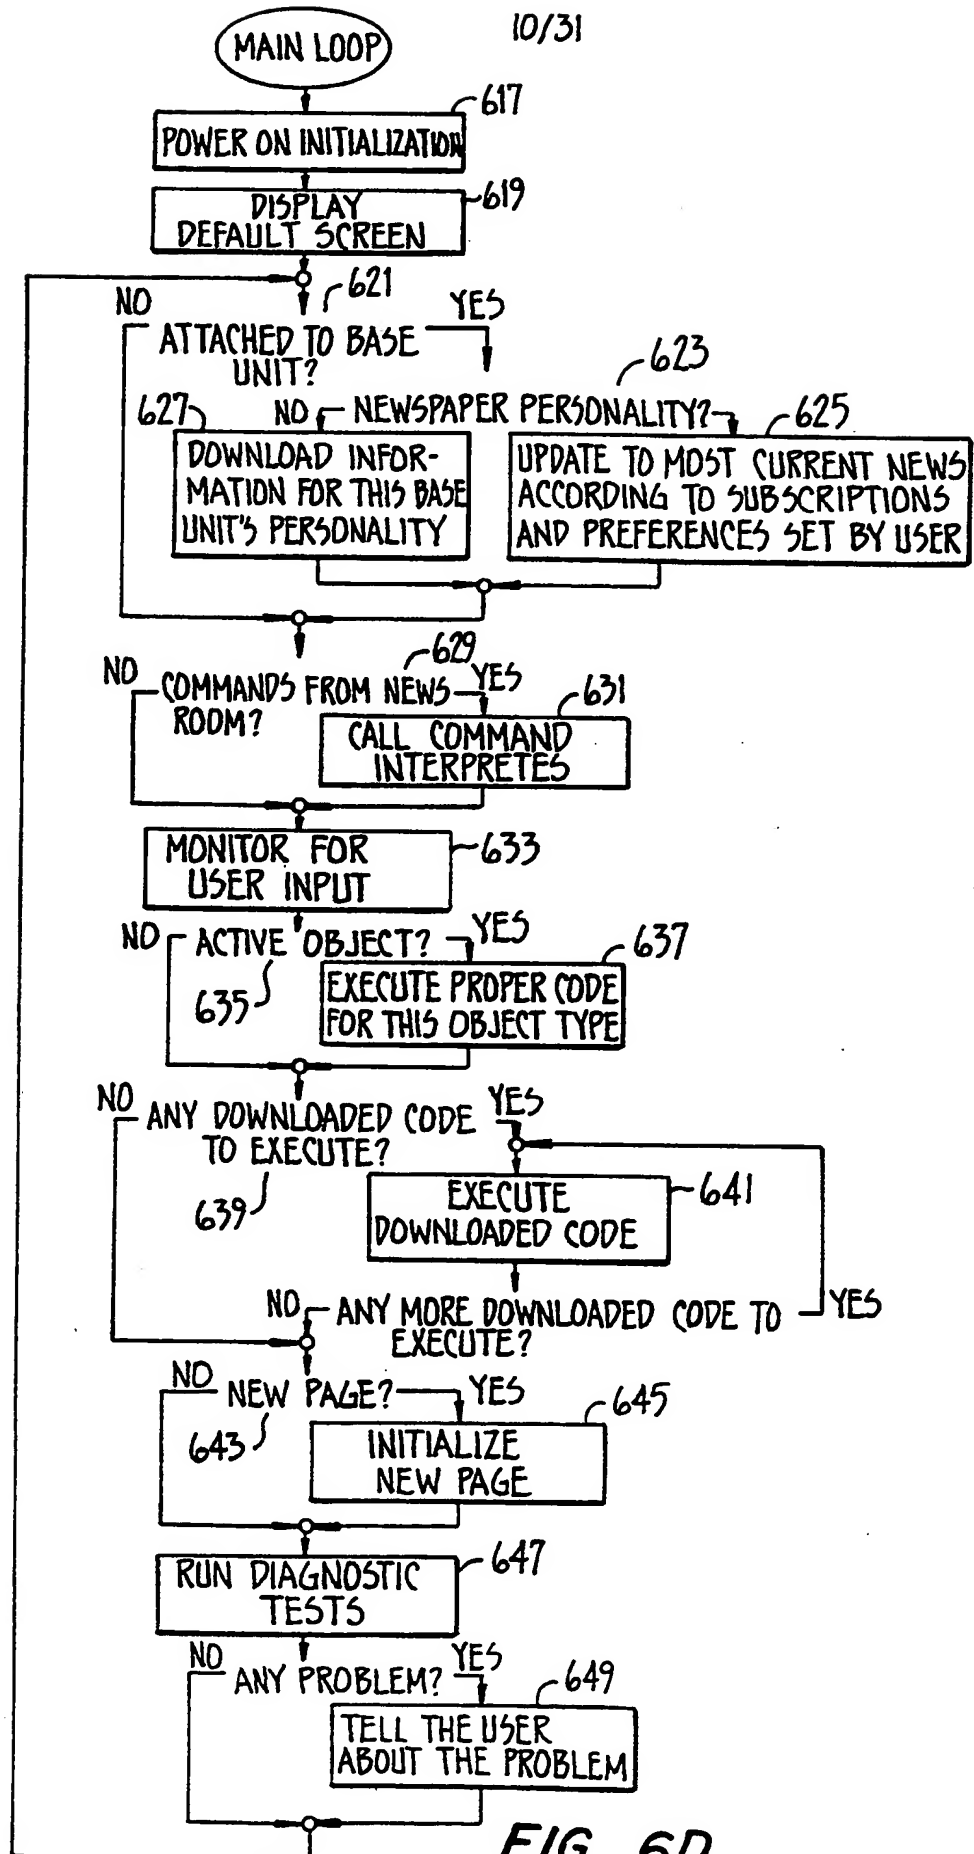 10/31
MAIN LOOP
617
POWER ON INITIALIZATION
619
DISPLAY
DEFAULT SCREEN
621
NO
YES
ATTACHED TO BASE
UNIT?
623
627
NO
NEWSPAPER PERSONALITY?
625
DOWNLOAD INFOR-
MATION FOR THIS BASE
UNIT'S PERSONALITY
UPDATE TO MOST CURRENT NEWS
ACCORDING TO SUBSCRIPTIONS
AND PREFERENCES SET BY USER
629
NO
COMMANDS FROM NEWS
ROOM?
YES
631
CALL COMMAND
INTERPRETES
MONITOR FOR
USER INPUT
633
NO
ACTIVE OBJECT?
YES
637
635
EXECUTE PROPER CODE
FOR THIS OBJECT TYPE
NO
ANY DOWNLOADED CODE
TO EXECUTE?
YES
639
EXECUTE
DOWNLOADED CODE
641
NO
ANY MORE DOWNLOADED CODE TO
EXECUTE?
YES
NO
NEW PAGE?
YES
645
643
INITIALIZE
NEW PAGE
647
RUN DIAGNOSTIC
TESTS
NO
ANY PROBLEM?
YES
649
TELL THE USER
ABOUT THE PROBLEM
FIG. 6D